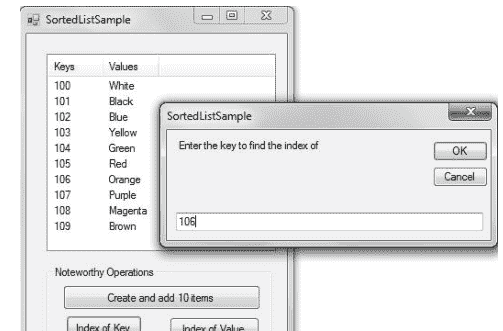 SortedListSample
Keys Values
100 White
101 Black
102 Blue
103 Yellow
104 Green
105 Red
106 Orange
107 Purple
108 Magenta
109 Brown
SortedListSample
Enter the key to find the index of
OK
Cancel
106
Noteworthy Operations
Create and add 10 items
Index of Key Index of Value